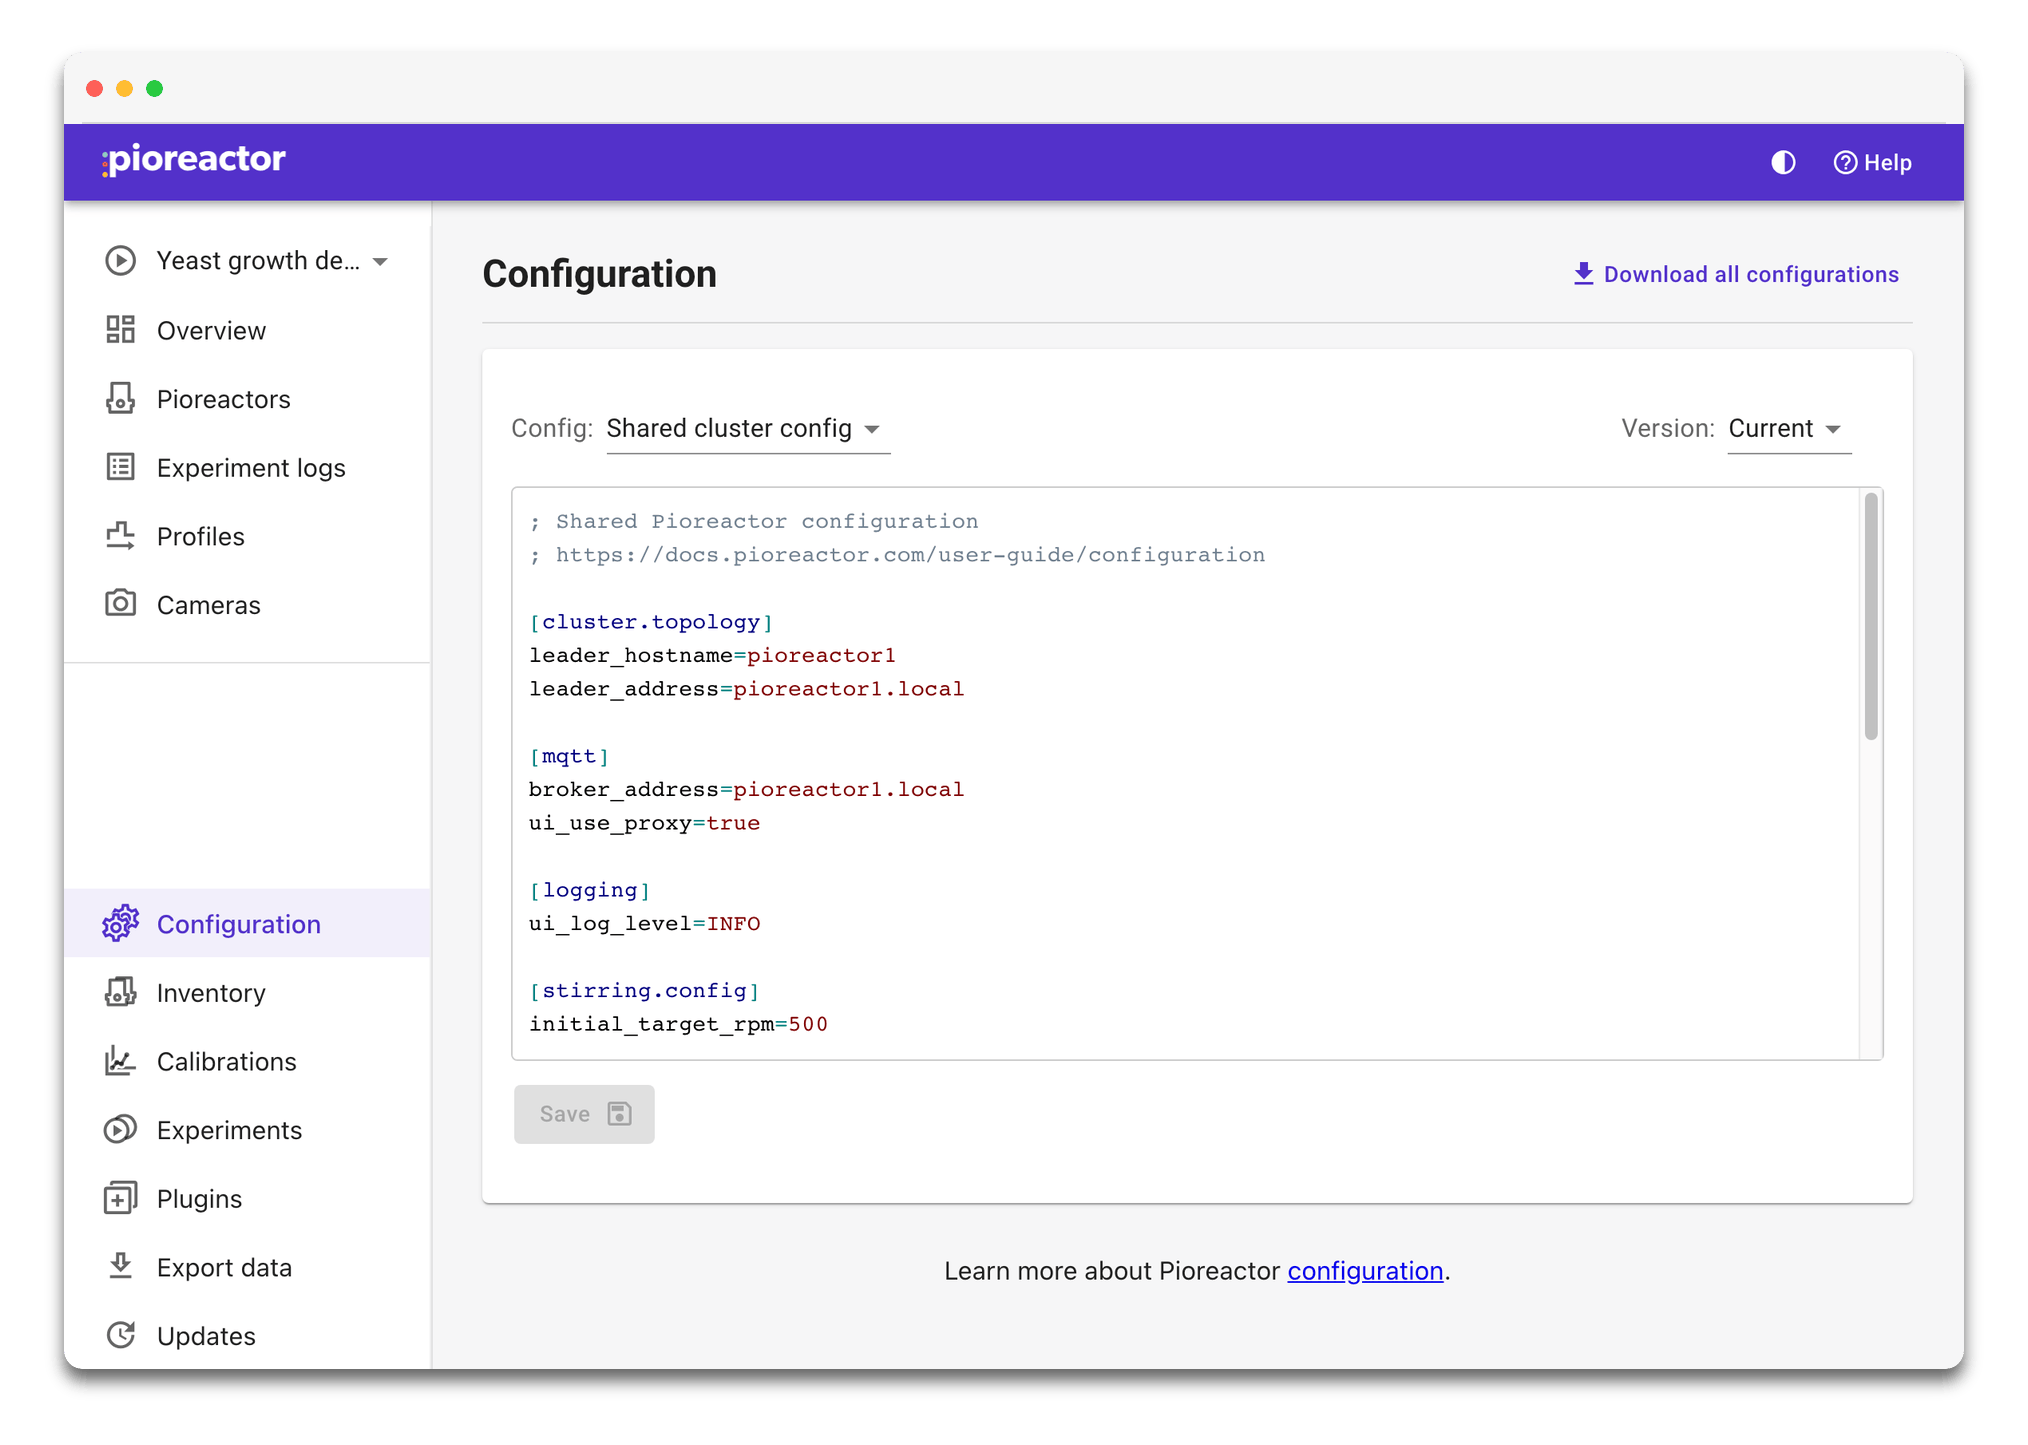 pioreactor
Help
Yeast growth de...
Overview
Pioreactors
Experiment logs
Profiles
Cameras
Configuration
Inventory
Calibrations
Experiments
Plugins
Export data
Updates
Configuration
Download all configurations
Config: Shared cluster config
Version: Current
; Shared Pioreactor configuration
; https://docs.pioreactor.com/user-guide/configuration
[cluster.topology]
leader_hostname=pioreactor1
leader_address=pioreactor1.local
[mqtt]
broker_address=pioreactor1.local
ui_use_proxy=true
[logging]
ui_log_level=INFO
[stirring.config]
initial_target_rpm=500
Save
Learn more about Pioreactor configuration.